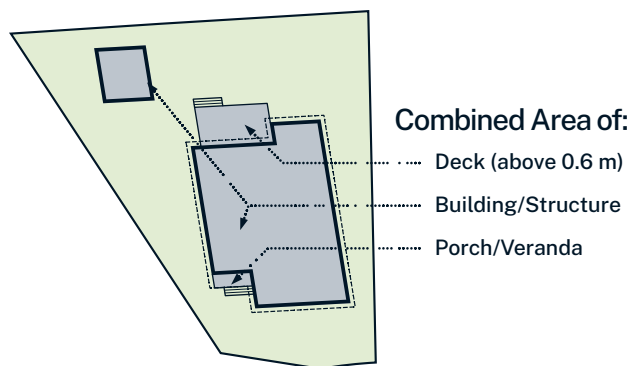 Combined Area of:
Deck (above 0.6 m)
Building/Structure
Porch/Veranda